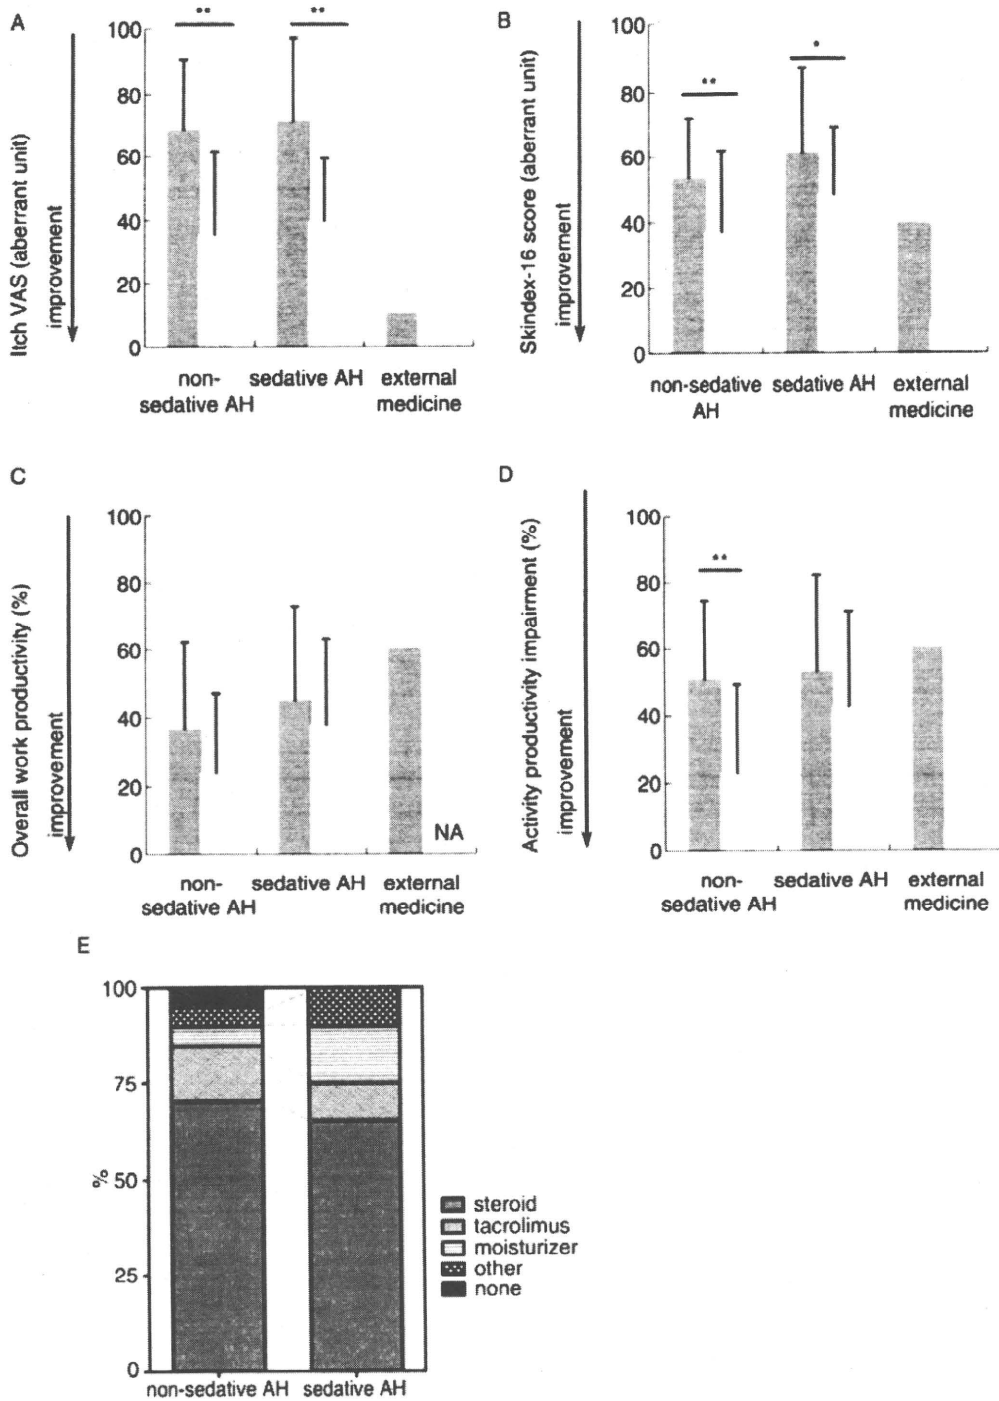 A
Itch VAS (aberrant unit)
improvement
100
80
60
40
20
0
**
**
non-
sedative AH
sedative AH
external
medicine
B
Skindex-16 score (aberrant unit)
improvement
100
80
60
40
20
0
**
*
non-sedative
AH
sedative AH
external
medicine
C
Overall work productivity (%)
improvement
100
80
60
40
20
0
NA
non-
sedative AH
sedative AH
external
medicine
D
Activity productivity impairment (%)
improvement
100
80
60
40
20
0
**
non-
sedative AH
sedative AH
external
medicine
E
%
100
75
50
25
0
non-sedative AH
sedative AH
steroid
tacrolimus
moisturizer
other
none